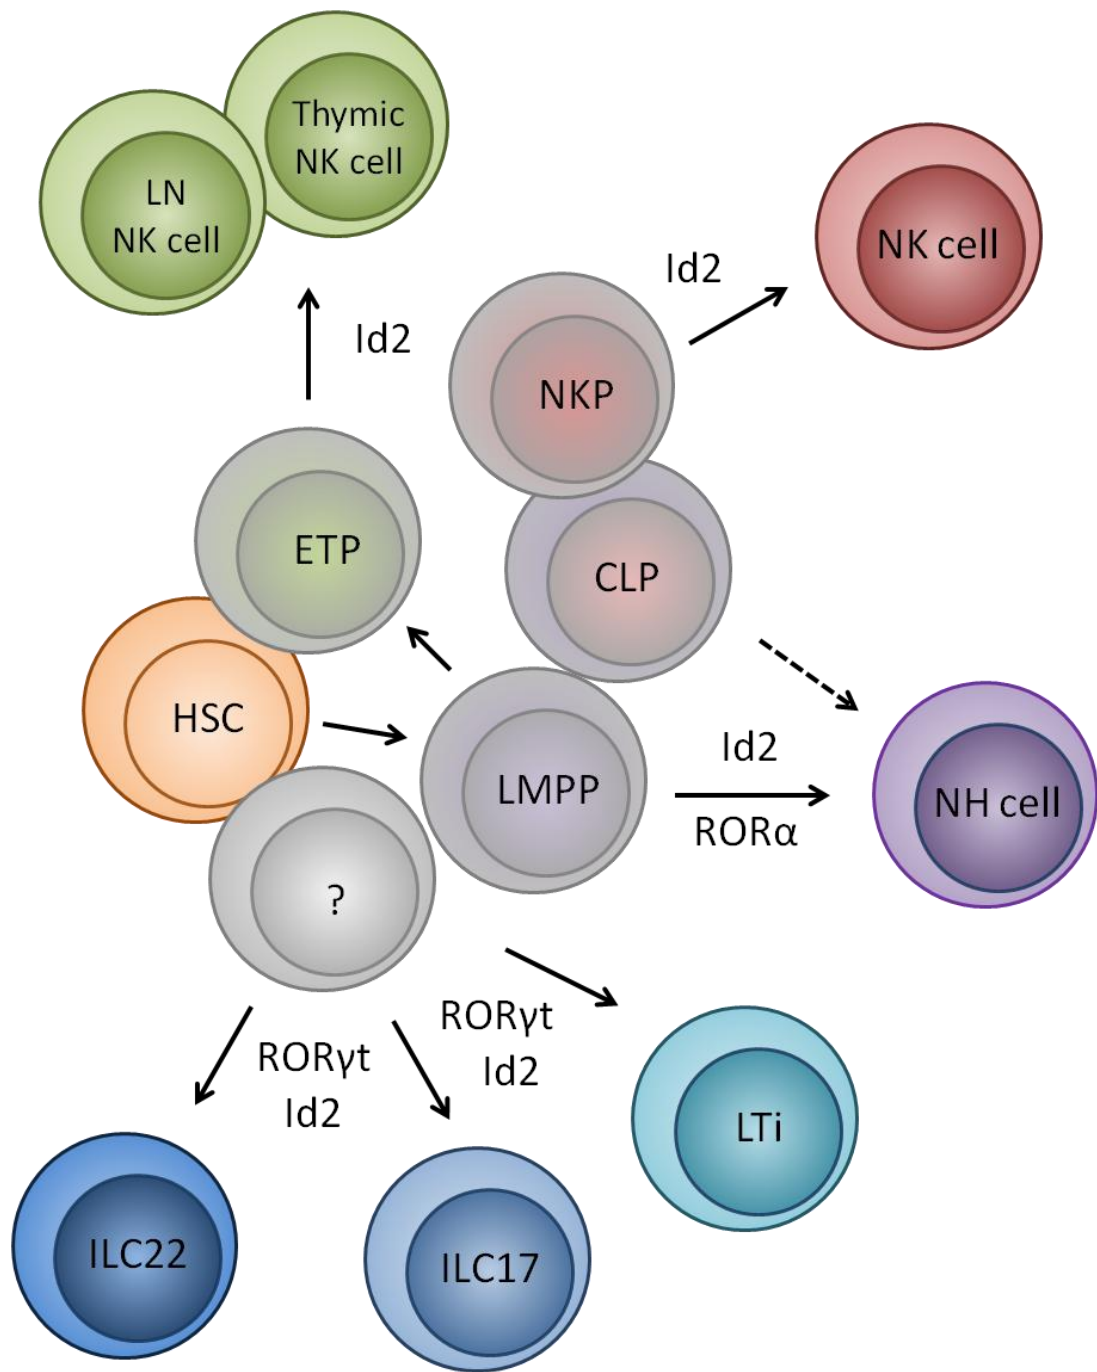 Thymic
NK cell
LN
NK cell
NK cell
Id2
Id2
NKP
ETP
CLP
HSC
LMPP
Id2
RORα
NH cell
?
RORγt
Id2
RORγt
Id2
LTi
ILC22
ILC17